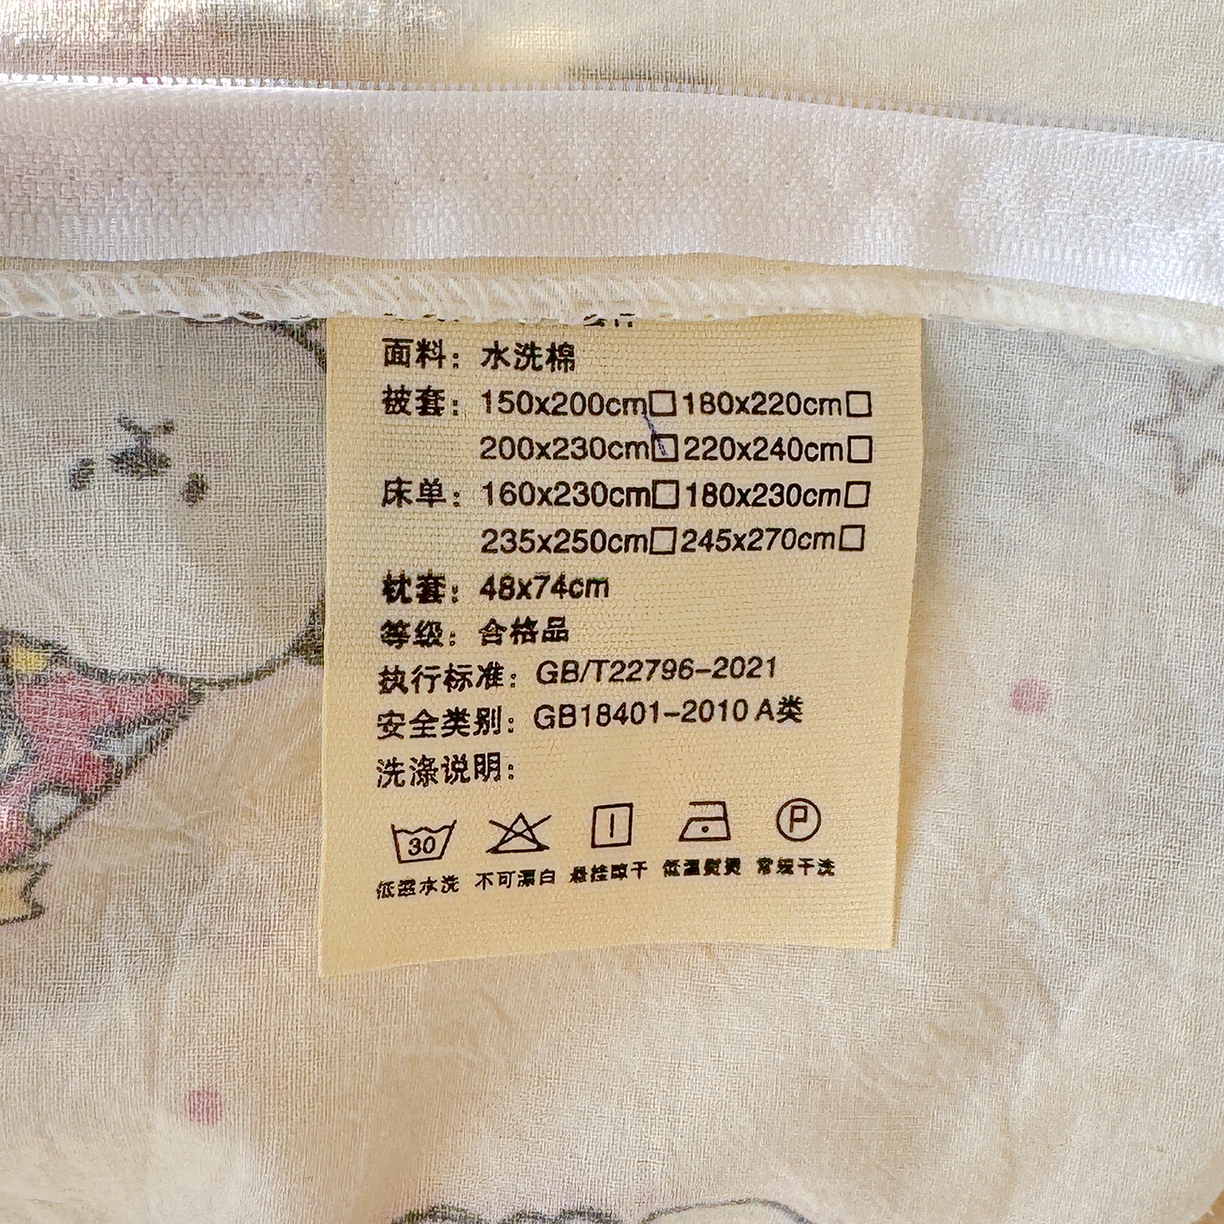 面料：水洗棉
被套：150x200cm□180x220cm□
200x230cm□220x240cm□
床单：160x230cm□180x230cm□
235x250cm□245x270cm□
枕套：48x74cm
等级：合格品
执行标准：GB/T22796-2021
安全类别：GB18401-2010 A类
洗涤说明：
30 P
低温水洗 不可漂白 悬挂晾干 低温熨烫 常规干洗